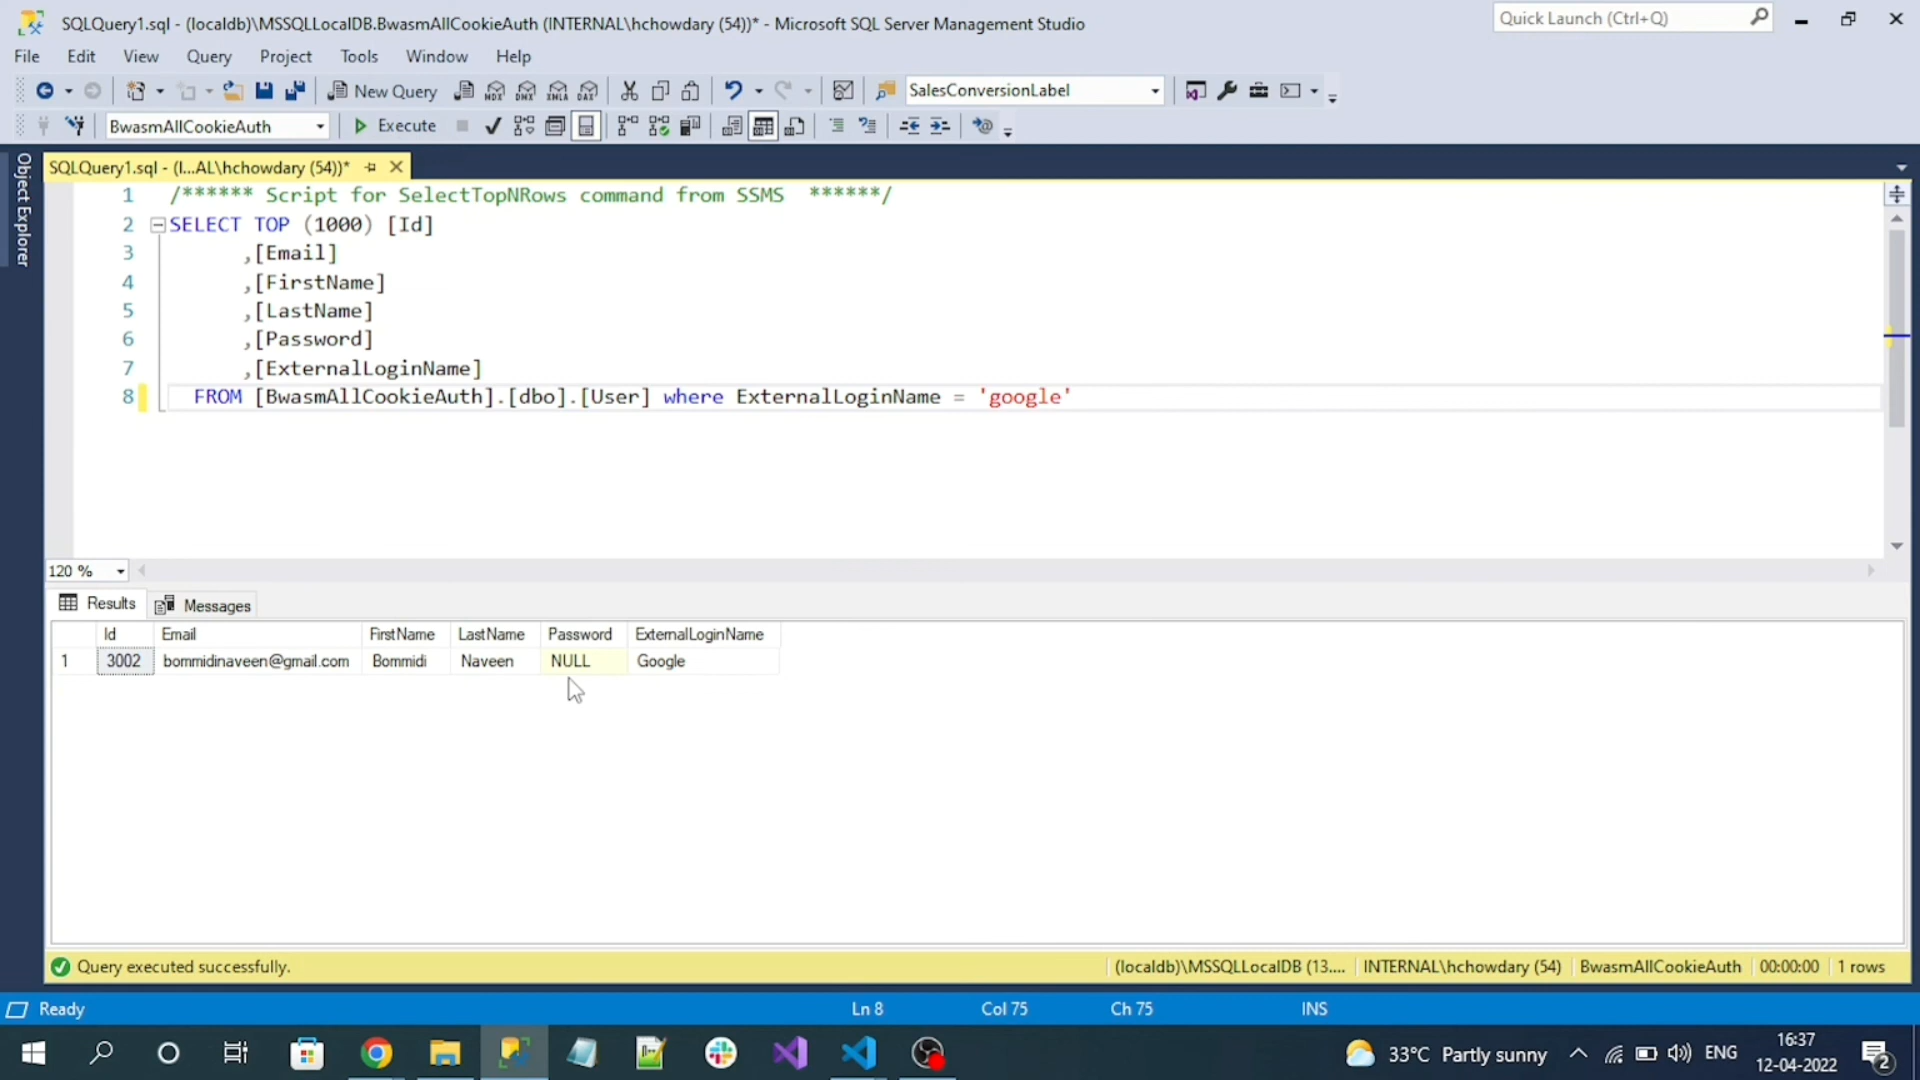 SQLQuery1.sql - (localdb)\MSSQLLocalDB.BwasmAllCookieAuth (INTERNAL\hchowdary (54))* - Microsoft SQL Server Management Studio
Quick Launch (Ctrl+Q)
File Edit View Query Project Tools Window Help
New Query MDX DMX XMLA DAX SalesConversionLabel
BwasmAllCookieAuth Execute
Object Explorer
SQLQuery1.sql - (I...AL\hchowdary (54))*
1 /****** Script for SelectTopNRows command from SSMS ******/
2 SELECT TOP (1000) [Id]
3 ,[Email]
4 ,[FirstName]
5 ,[LastName]
6 ,[Password]
7 ,[ExternalLoginName]
8 FROM [BwasmAllCookieAuth].[dbo].[User] where ExternalLoginName = 'google'
120 %
Results Messages
Id Email FirstName LastName Password ExternalLoginName
1 3002 bommidinaveen@gmail.com Bommidi Naveen NULL Google
Query executed successfully. (localdb)\MSSQLLocalDB (13.... INTERNAL\hchowdary (54) BwasmAllCookieAuth 00:00:00 1 rows
Ready Ln 8 Col 75 Ch 75 INS
33°C Partly sunny ENG 16:37
12-04-2022 2